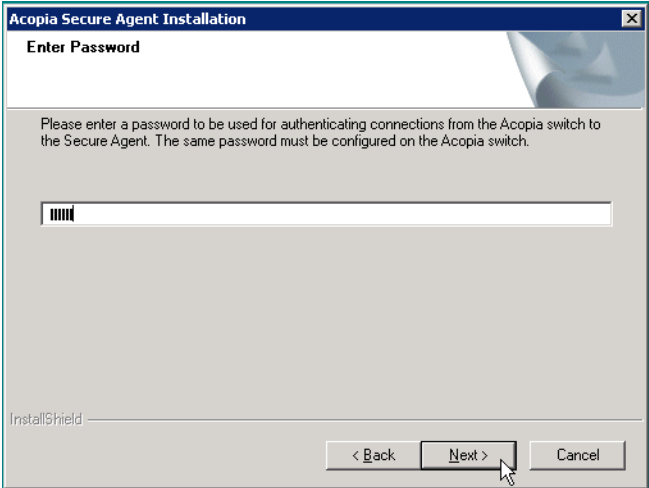 Acopia Secure Agent Installation
Enter Password
Please enter a password to be used for authenticating connections from the Acopia switch to
the Secure Agent. The same password must be configured on the Acopia switch.
InstallShield
< Back
Next >
Cancel